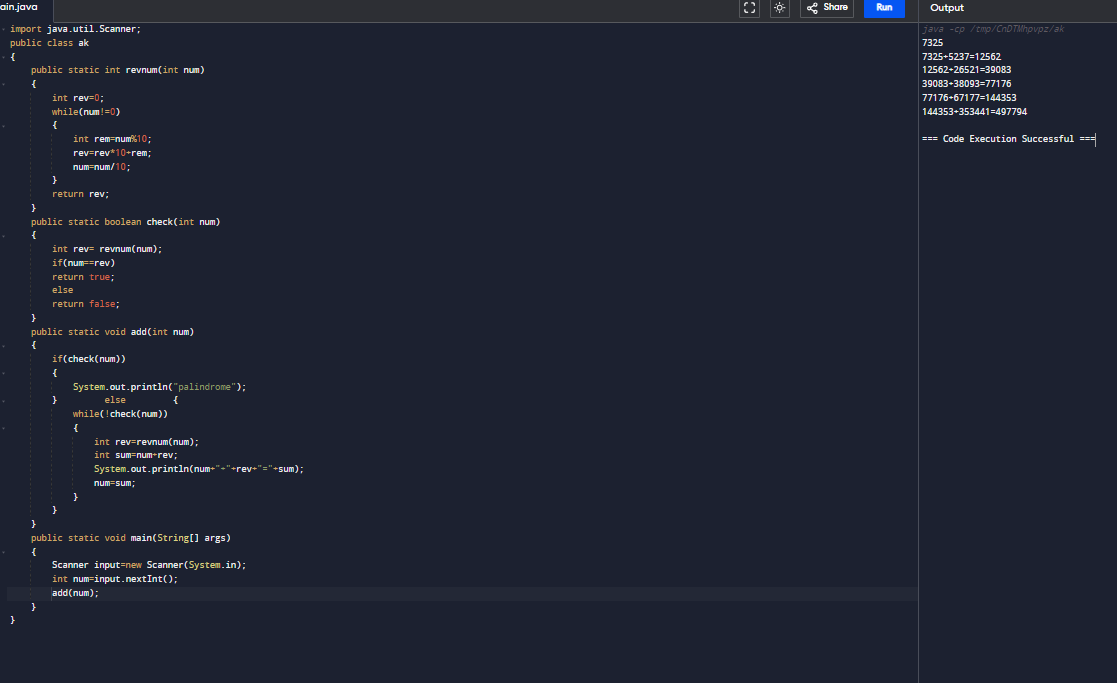 ain.java
Share
Run
Output
import java.util.Scanner;
public class ak
{
public static int revnum(int num)
{
int rev=0;
while(num!=0)
{
int rem=num%10;
rev=rev*10+rem;
num=num/10;
}
return rev;
}
public static boolean check(int num)
{
int rev= revnum(num);
if(num==rev)
return true;
else
return false;
}
public static void add(int num)
{
if(check(num))
{
System.out.println("palindrome");
} else {
while(!check(num))
{
int rev=revnum(num);
int sum=num+rev;
System.out.println(num+"+"+rev+"="+sum);
num=sum;
}
}
}
public static void main(String[] args)
{
Scanner input=new Scanner(System.in);
int num=input.nextInt();
add(num);
}
}
java -cp /tmp/CnDTMhpvpz/ak
7325
7325+5237=12562
12562+26521=39083
39083+38093=77176
77176+67177=144353
144353+353441=497794
=== Code Execution Successful ===